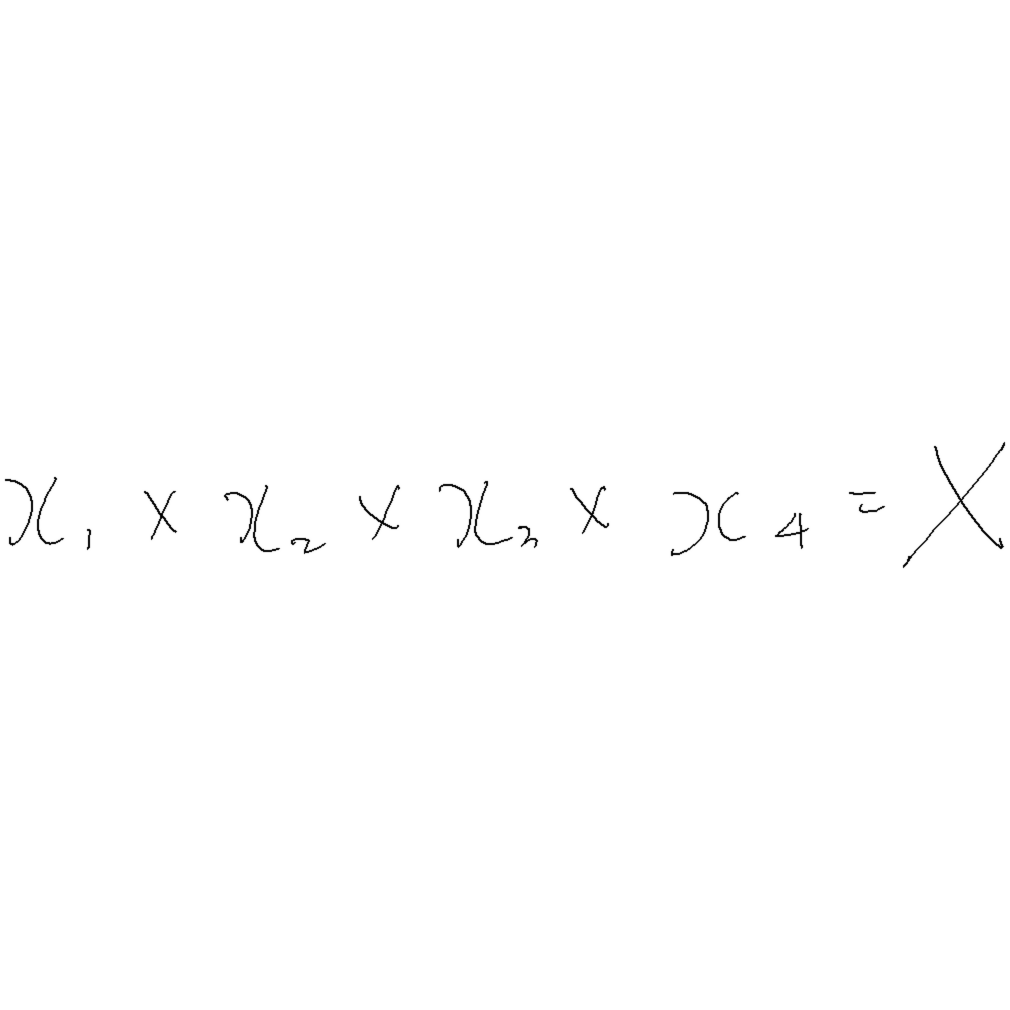 x₁ × x₂ × x₃ × x₄ = X